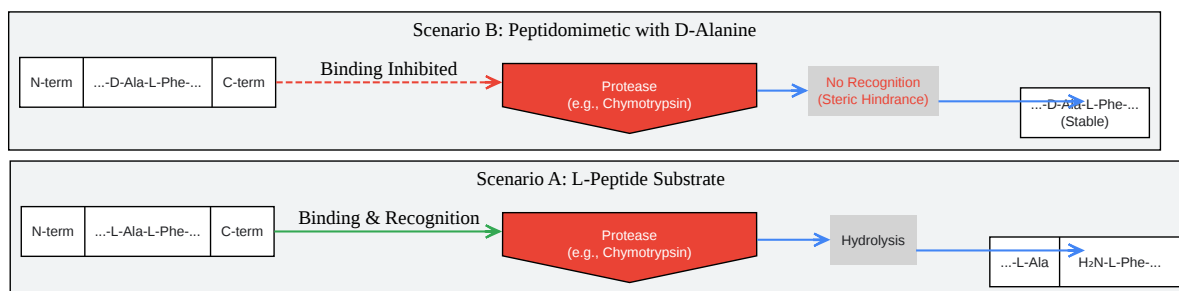 Scenario B: Peptidomimetic with D-Alanine
N-term
...-D-Ala-L-Phe-...
C-term
Binding Inhibited
Protease
(e.g., Chymotrypsin)
No Recognition
(Steric Hindrance)
...-D-Ala-L-Phe-...
(Stable)
Scenario A: L-Peptide Substrate
N-term
...-L-Ala-L-Phe-...
C-term
Binding & Recognition
Protease
(e.g., Chymotrypsin)
Hydrolysis
...-L-Ala
H₂N-L-Phe-...